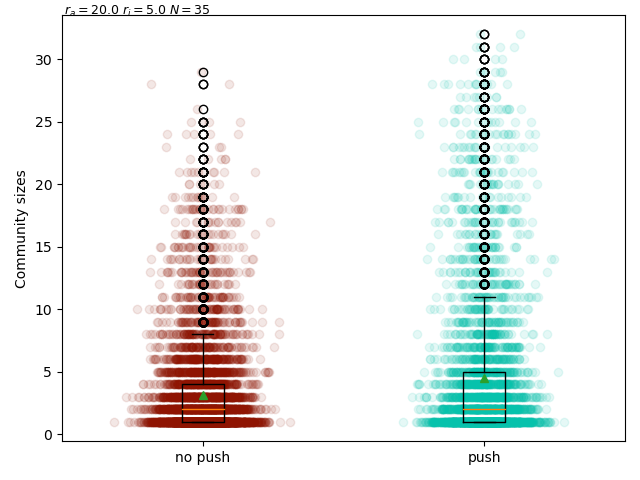 r_a = 20.0 r_i = 5.0 N = 35
Community sizes
30
25
20
15
10
5
0
no push push